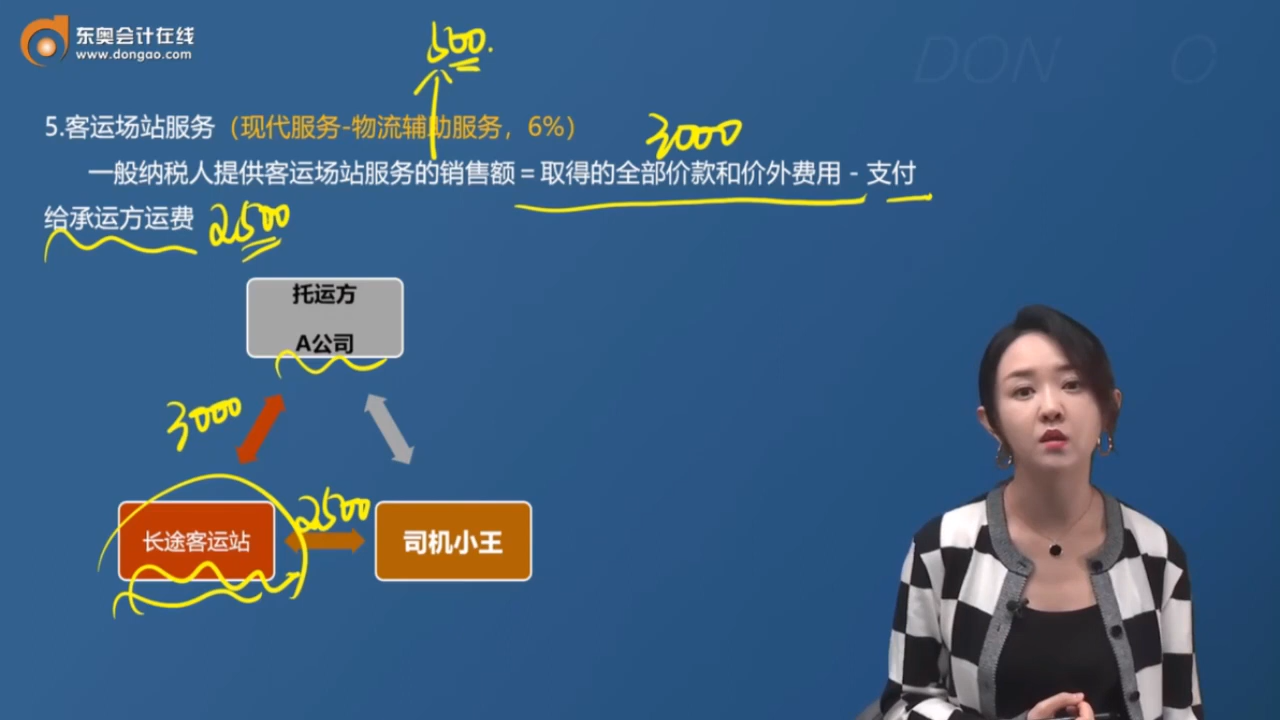 东奥会计在线
www.dongao.com
DON O
500.
5.客运场站服务（现代服务-物流辅助服务，6%）
3000
一般纳税人提供客运场站服务的销售额＝取得的全部价款和价外费用 - 支付
给承运方运费 2500
托运方
A公司
3000
2500
长途客运站
司机小王